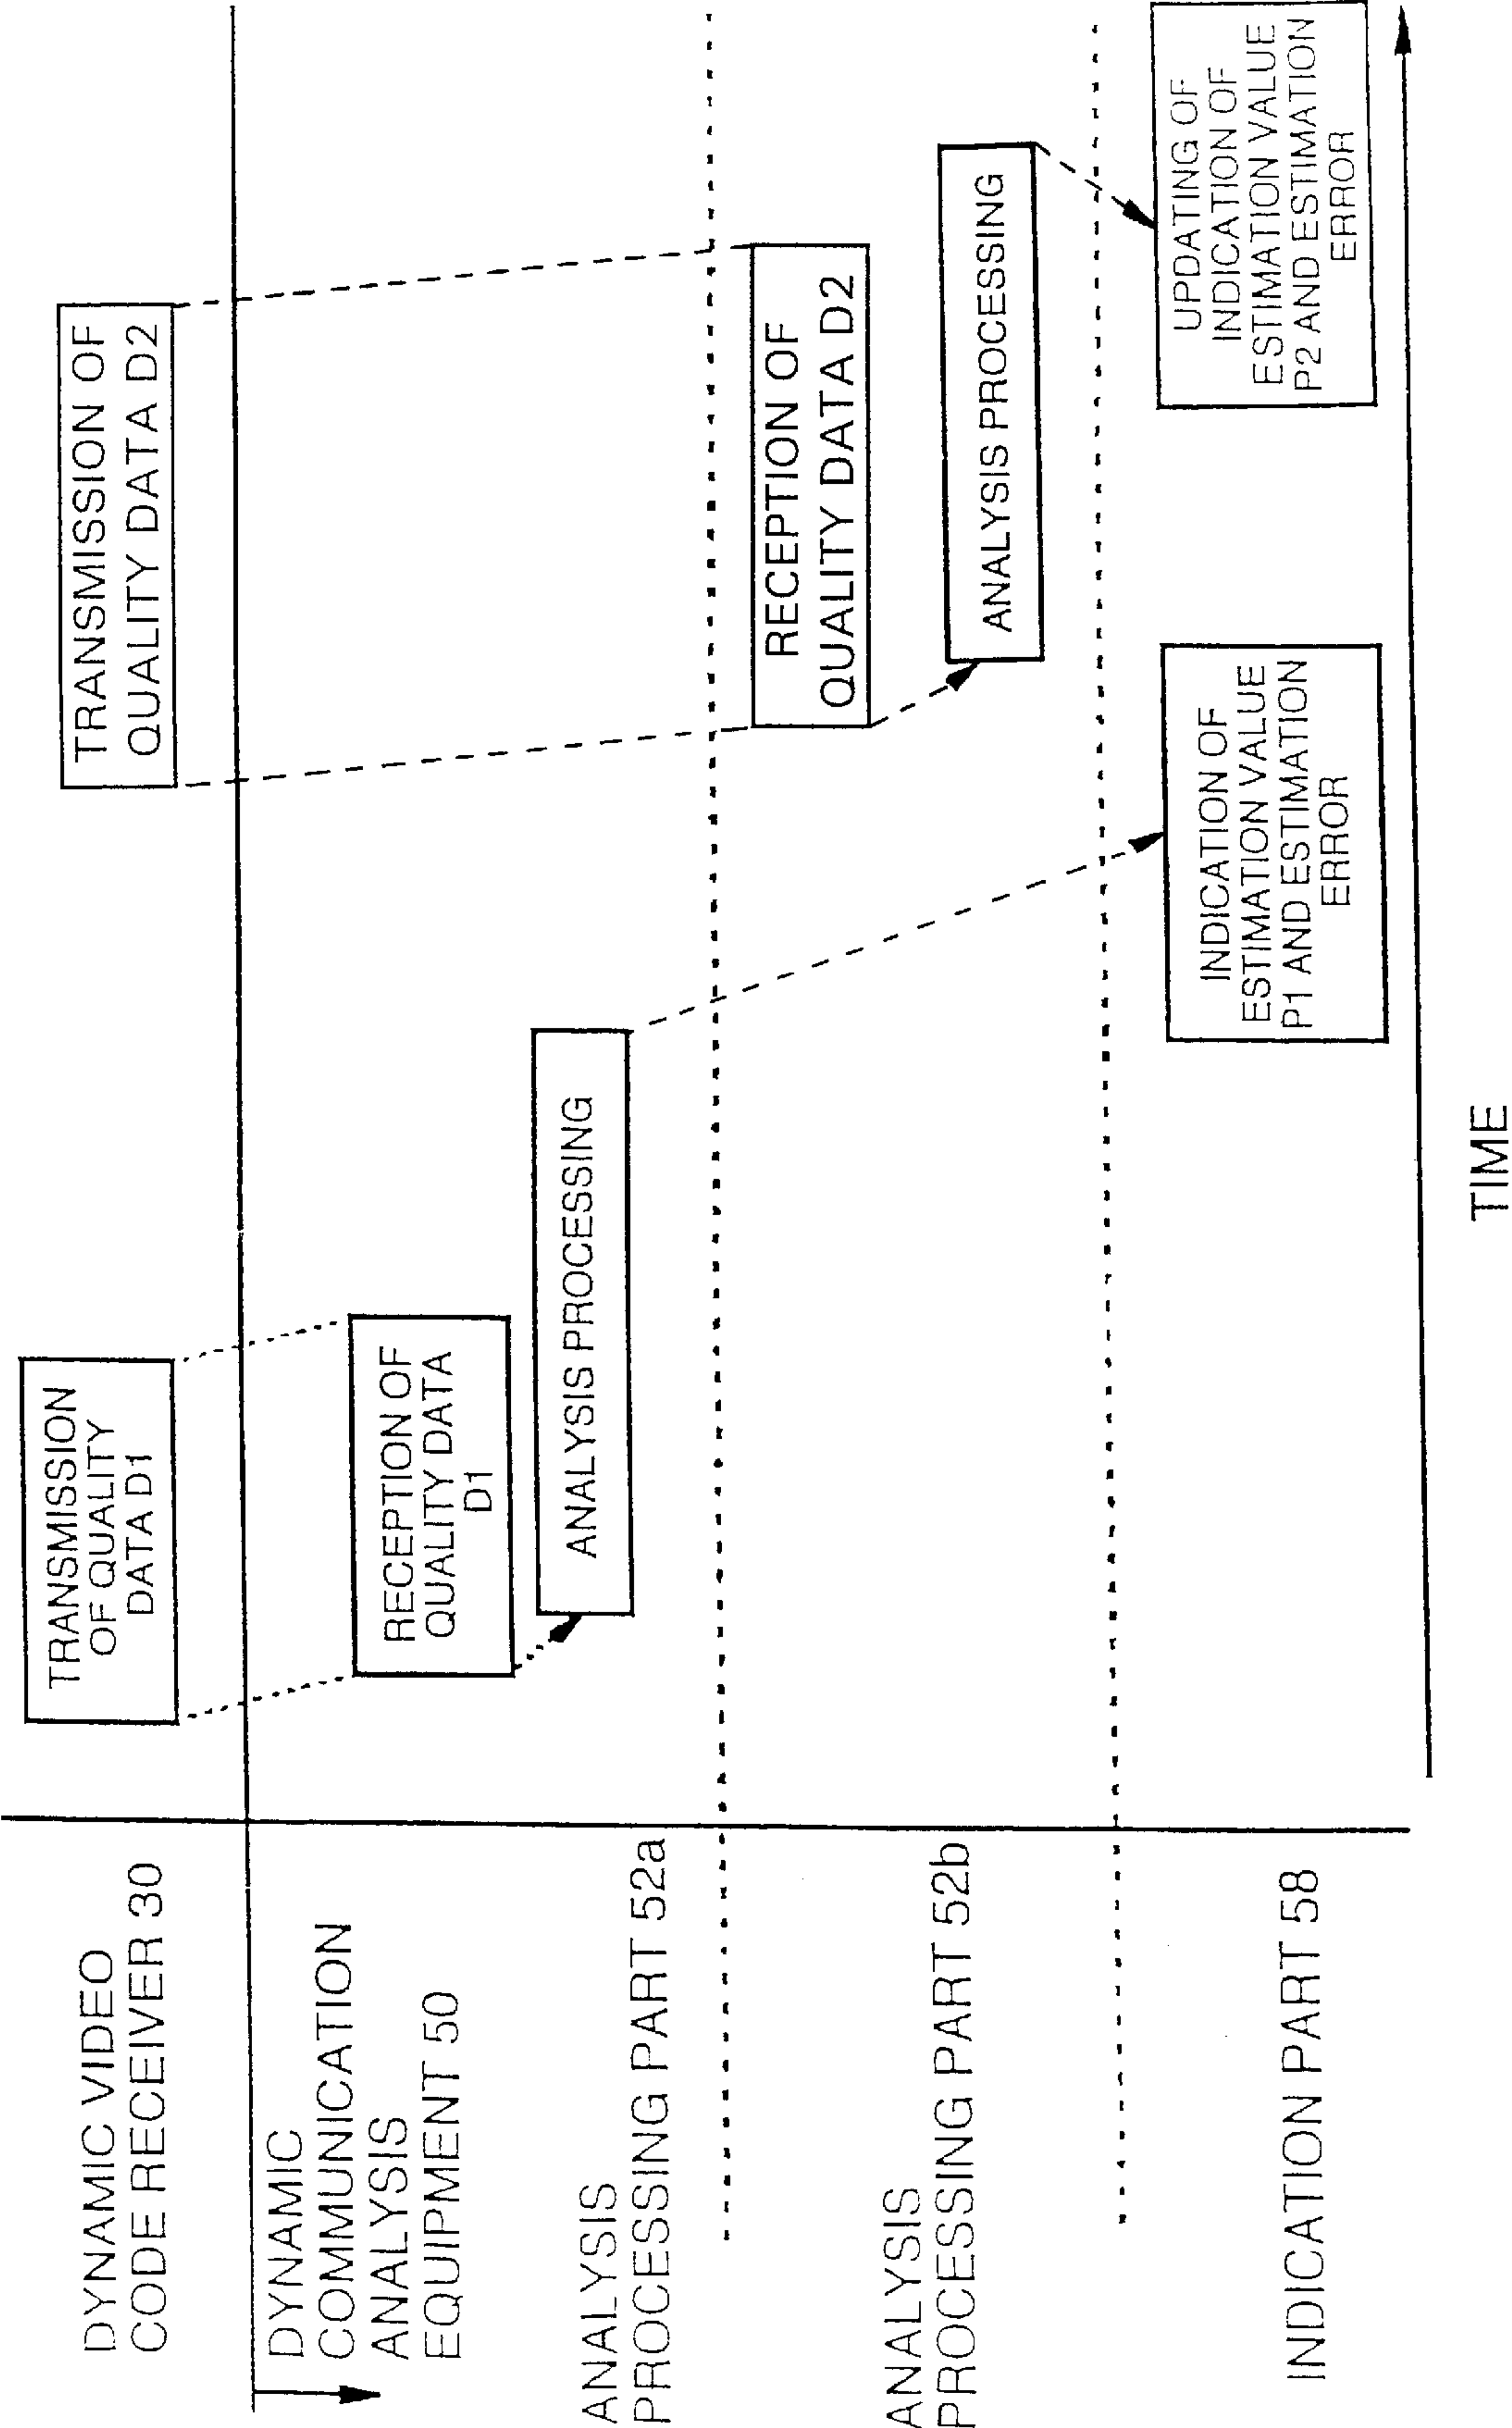 DYNAMIC VIDEO
CODE RECEIVER 30
TRANSMISSION
OF QUALITY
DATA D1
TRANSMISSION OF
QUALITY DATA D2
DYNAMIC
COMMUNICATION
ANALYSIS
EQUIPMENT 50
ANALYSIS
PROCESSING PART 52a
RECEPTION OF
QUALITY DATA
D1
ANALYSIS PROCESSING
ANALYSIS
PROCESSING PART 52b
RECEPTION OF
QUALITY DATA D2
ANALYSIS PROCESSING
INDICATION PART 58
INDICATION OF
ESTIMATION VALUE
P1 AND ESTIMATION
ERROR
UPDATING OF
INDICATION OF
ESTIMATION VALUE
P2 AND ESTIMATION
ERROR
TIME